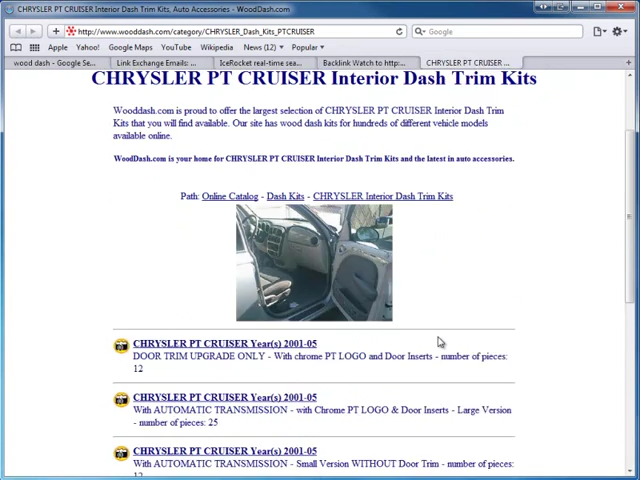 CHRYSLER PT CRUISER Interior Dash Trim Kits, Auto Accessories - WoodDash.com
http://www.wooddash.com/category/CHRYSLER_Dash_Kits_PTCRUISER
Google
Apple Yahoo! Google Maps YouTube Wikipedia News (12) Popular
wood dash - Google Se... Link Exchange Emails: ... IceRocket real-time sea... Backlink Watch to http:... CHRYSLER PT CRUISER ...
CHRYSLER PT CRUISER Interior Dash Trim Kits
Wooddash.com is proud to offer the largest selection of CHRYSLER PT CRUISER Interior Dash Trim
Kits that you will find available. Our site has wood dash kits for hundreds of different vehicle models
available online.
WoodDash.com is your home for CHRYSLER PT CRUISER Interior Dash Trim Kits and the latest in auto accessories.
Path: Online Catalog - Dash Kits - CHRYSLER Interior Dash Trim Kits
CHRYSLER PT CRUISER Year(s) 2001-05
DOOR TRIM UPGRADE ONLY - With chrome PT LOGO and Door Inserts - number of pieces:
12
CHRYSLER PT CRUISER Year(s) 2001-05
With AUTOMATIC TRANSMISSION - with Chrome PT LOGO & Door Inserts - Large Version
- number of pieces: 25
CHRYSLER PT CRUISER Year(s) 2001-05
With AUTOMATIC TRANSMISSION - Small Version WITHOUT Door Trim - number of pieces:
12